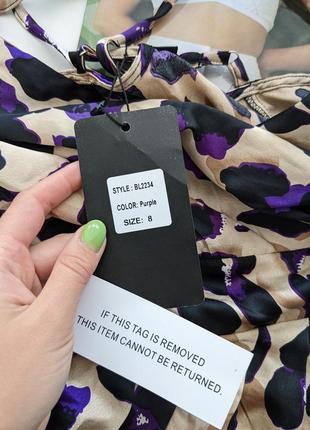 STYLE : BL2234
COLOR: Purple
SIZE: 8
IF THIS TAG IS REMOVED
THIS ITEM CANNOT BE RETURNED.